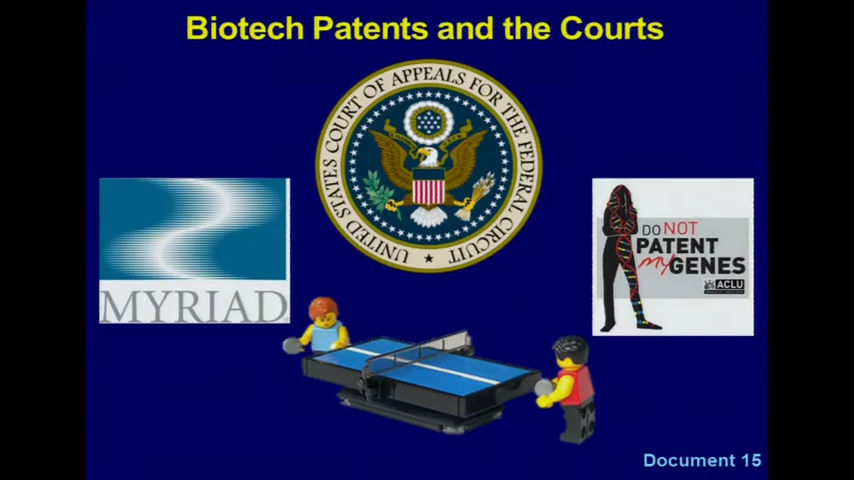 Biotech Patents and the Courts
UNITED STATES COURT OF APPEALS FOR THE FEDERAL CIRCUIT
MYRIAD
DO NOT
PATENT
my GENES
ACLU
Document 15